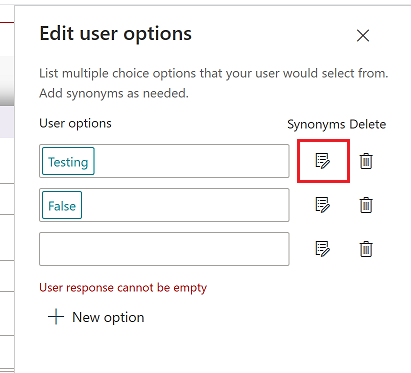 Edit user options
List multiple choice options that your user would select from.
Add synonyms as needed.
User options Synonyms Delete
Testing
False
User response cannot be empty
New option